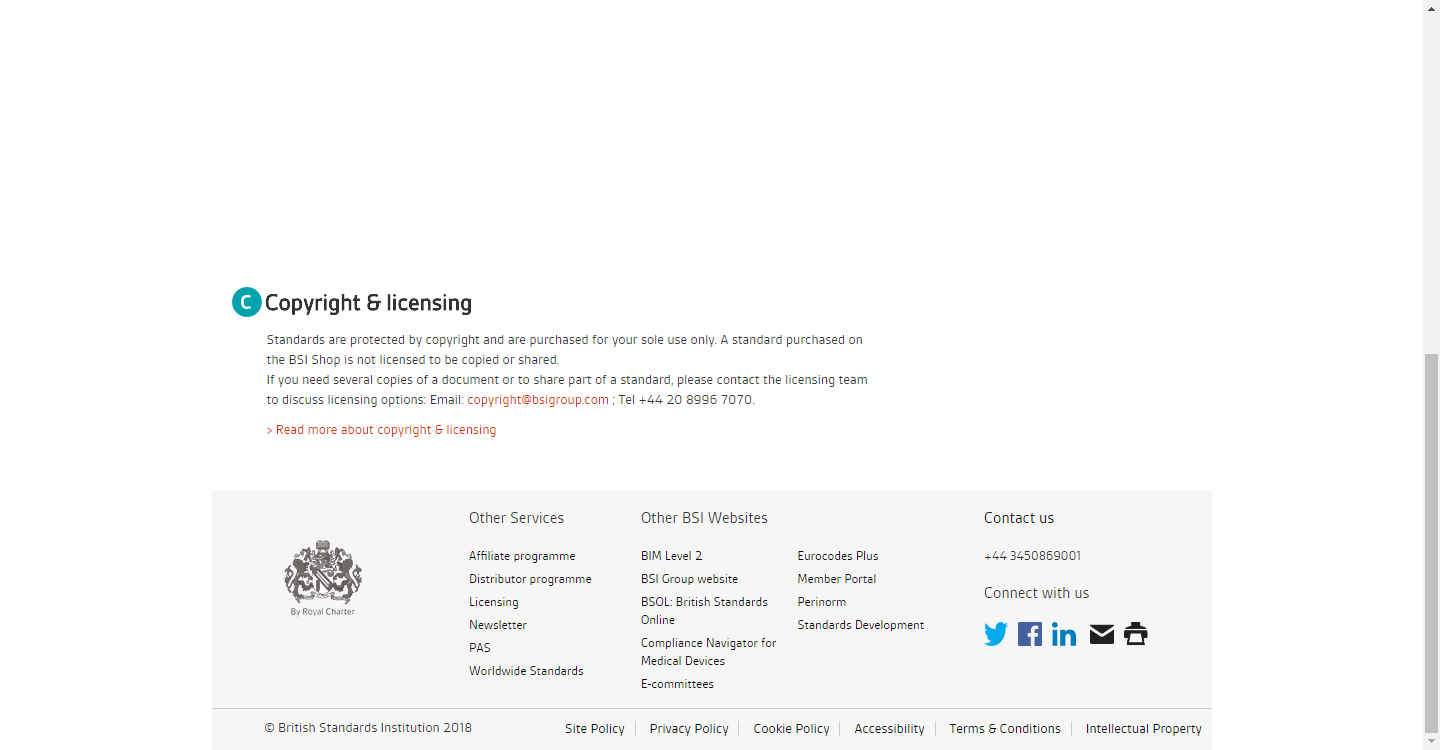 C Copyright & licensing
Standards are protected by copyright and are purchased for your sole use only. A standard purchased on
the BSI Shop is not licensed to be copied or shared.
If you need several copies of a document or to share part of a standard, please contact the licensing team
to discuss licensing options: Email: copyright@bsigroup.com ; Tel +44 20 8996 7070.
> Read more about copyright & licensing
By Royal Charter
Other Services
Affiliate programme
Distributor programme
Licensing
Newsletter
PAS
Worldwide Standards
Other BSI Websites
BIM Level 2
BSI Group website
BSOL: British Standards
Online
Compliance Navigator for
Medical Devices
E-committees
Eurocodes Plus
Member Portal
Perinorm
Standards Development
Contact us
+44 3450869001
Connect with us
© British Standards Institution 2018
Site Policy
Privacy Policy
Cookie Policy
Accessibility
Terms & Conditions
Intellectual Property